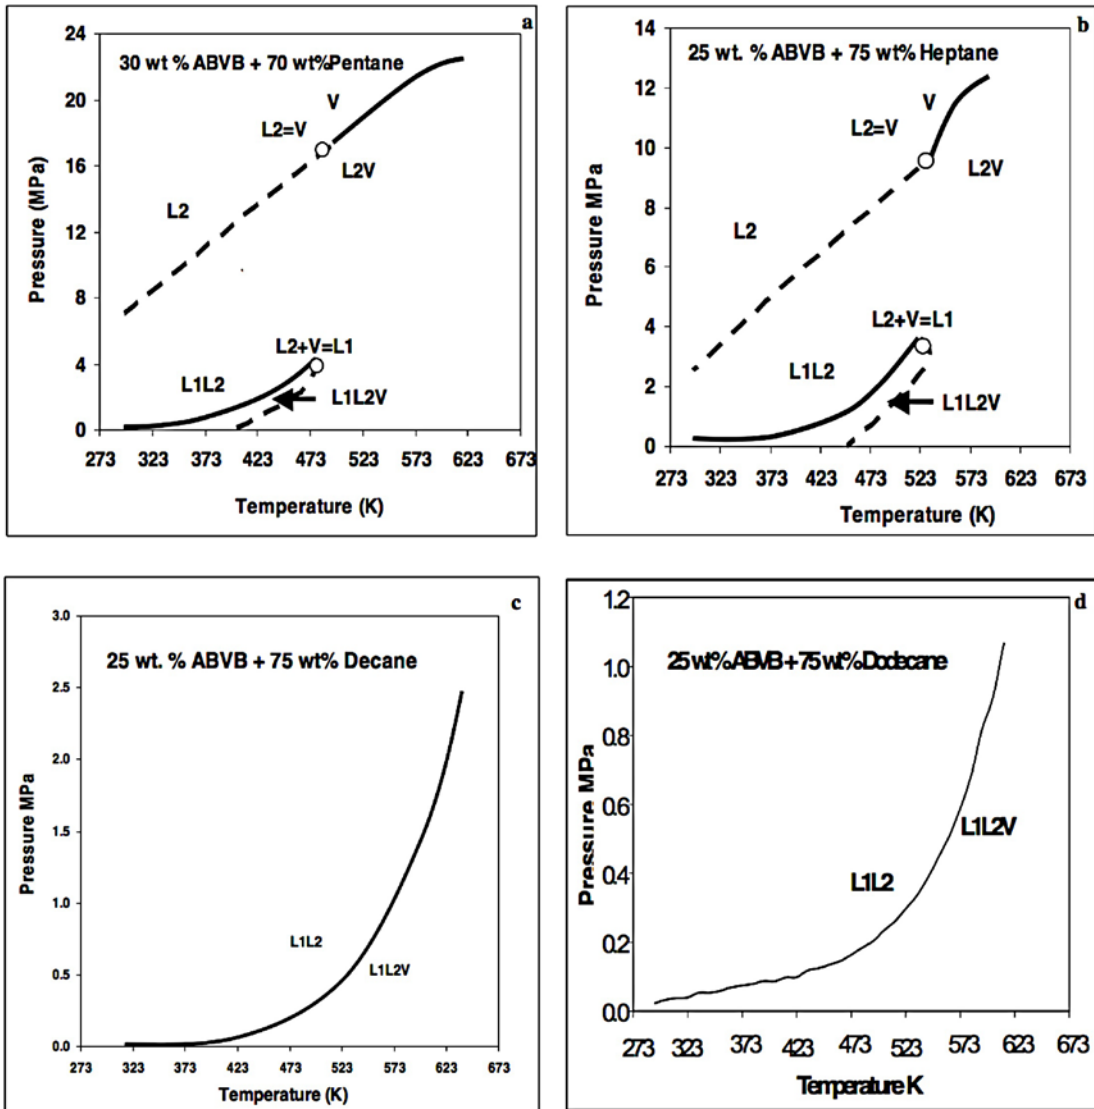 a
30 wt % ABVB + 70 wt%Pentane
24
20
16
12
8
4
0
Pressure (MPa)
V
L2=V
L2V
L2
L2+V=L1
L1L2
L1L2V
273 323 373 423 473 523 573 623 673
Temperature (K)
b
25 wt. % ABVB + 75 wt% Heptane
14
12
10
8
6
4
2
0
Pressure MPa
V
L2=V
L2V
L2
L2+V=L1
L1L2
L1L2V
273 323 373 423 473 523 573 623 673
Temperature (K)
c
25 wt. % ABVB + 75 wt% Decane
3.0
2.5
2.0
1.5
1.0
0.5
0.0
Pressure MPa
L1L2
L1L2V
273 323 373 423 473 523 573 623 673
Temperature (K)
d
25 wt% ABVB + 75 wt% Dodecane
1.2
1.0
0.8
0.6
0.4
0.2
0.0
Pressure MPa
L1L2V
L1L2
273 323 373 423 473 523 573 623 673
Temperature K